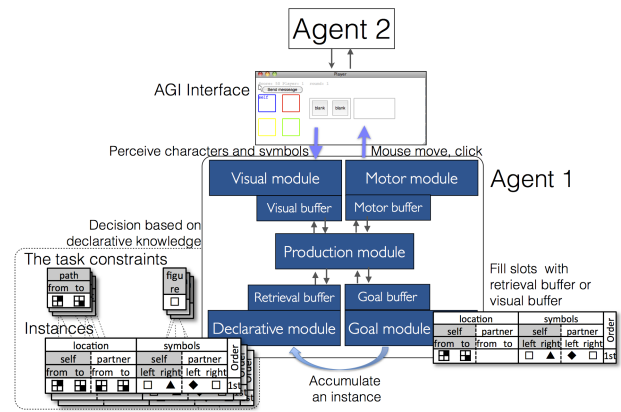 Agent 2
AGI Interface
Player
Send message
self
blank
blank
Perceive characters and symbols
Mouse move, click
Agent 1
Visual module
Motor module
Visual buffer
Motor buffer
Production module
Retrieval buffer
Goal buffer
Declarative module
Goal module
Decision based on
declarative knowledge
The task constraints
path
from to
figu
re
Instances
location
symbols
Order
self
partner
self
partner
from to
from to
left right
left right
1st
Accumulate
an instance
Fill slots with
retrieval buffer or
visual buffer
location
symbols
Order
self
partner
self
partner
from to
from to
left right
left right
1st